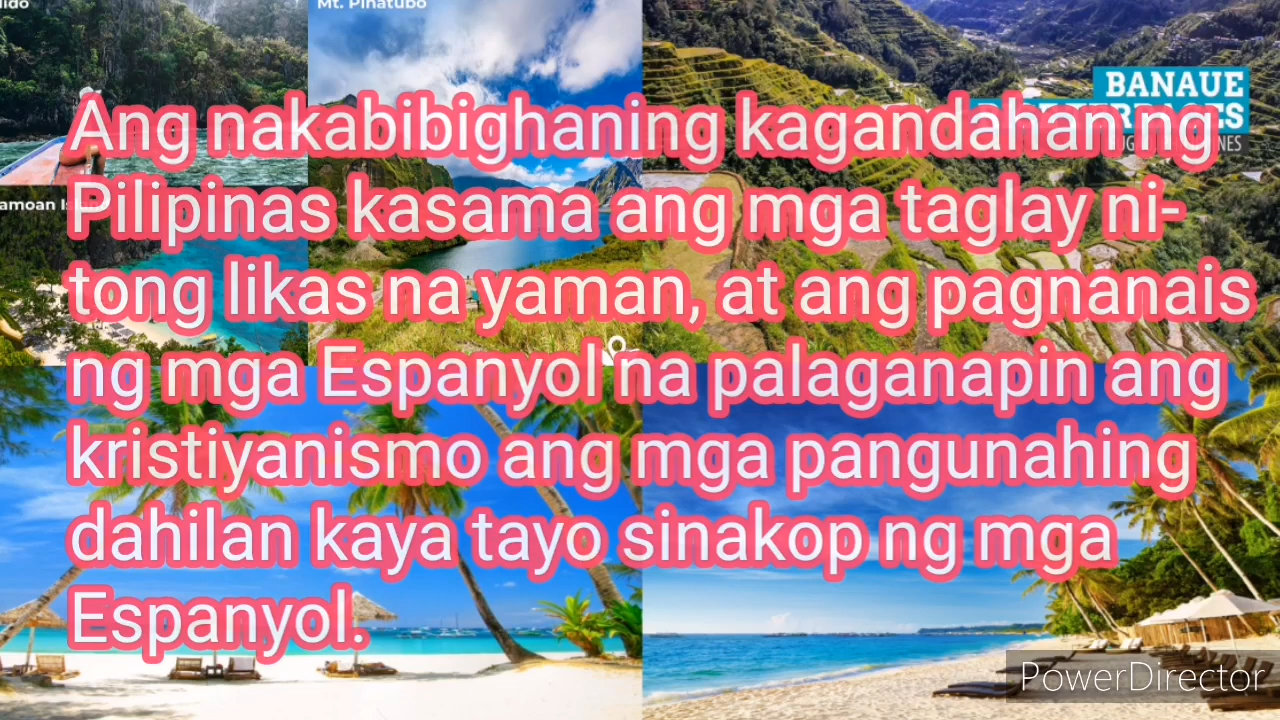 Mt. Pinatubo
BANAUE
Ang nakabibighaning kagandahan ng
Pilipinas kasama ang mga taglay ni-
tong likas na yaman, at ang pagnanais
ng mga Espanyol na palaganapin ang
kristiyanismo ang mga pangunahing
dahilan kaya tayo sinakop ng mga
Espanyol.
PowerDirector